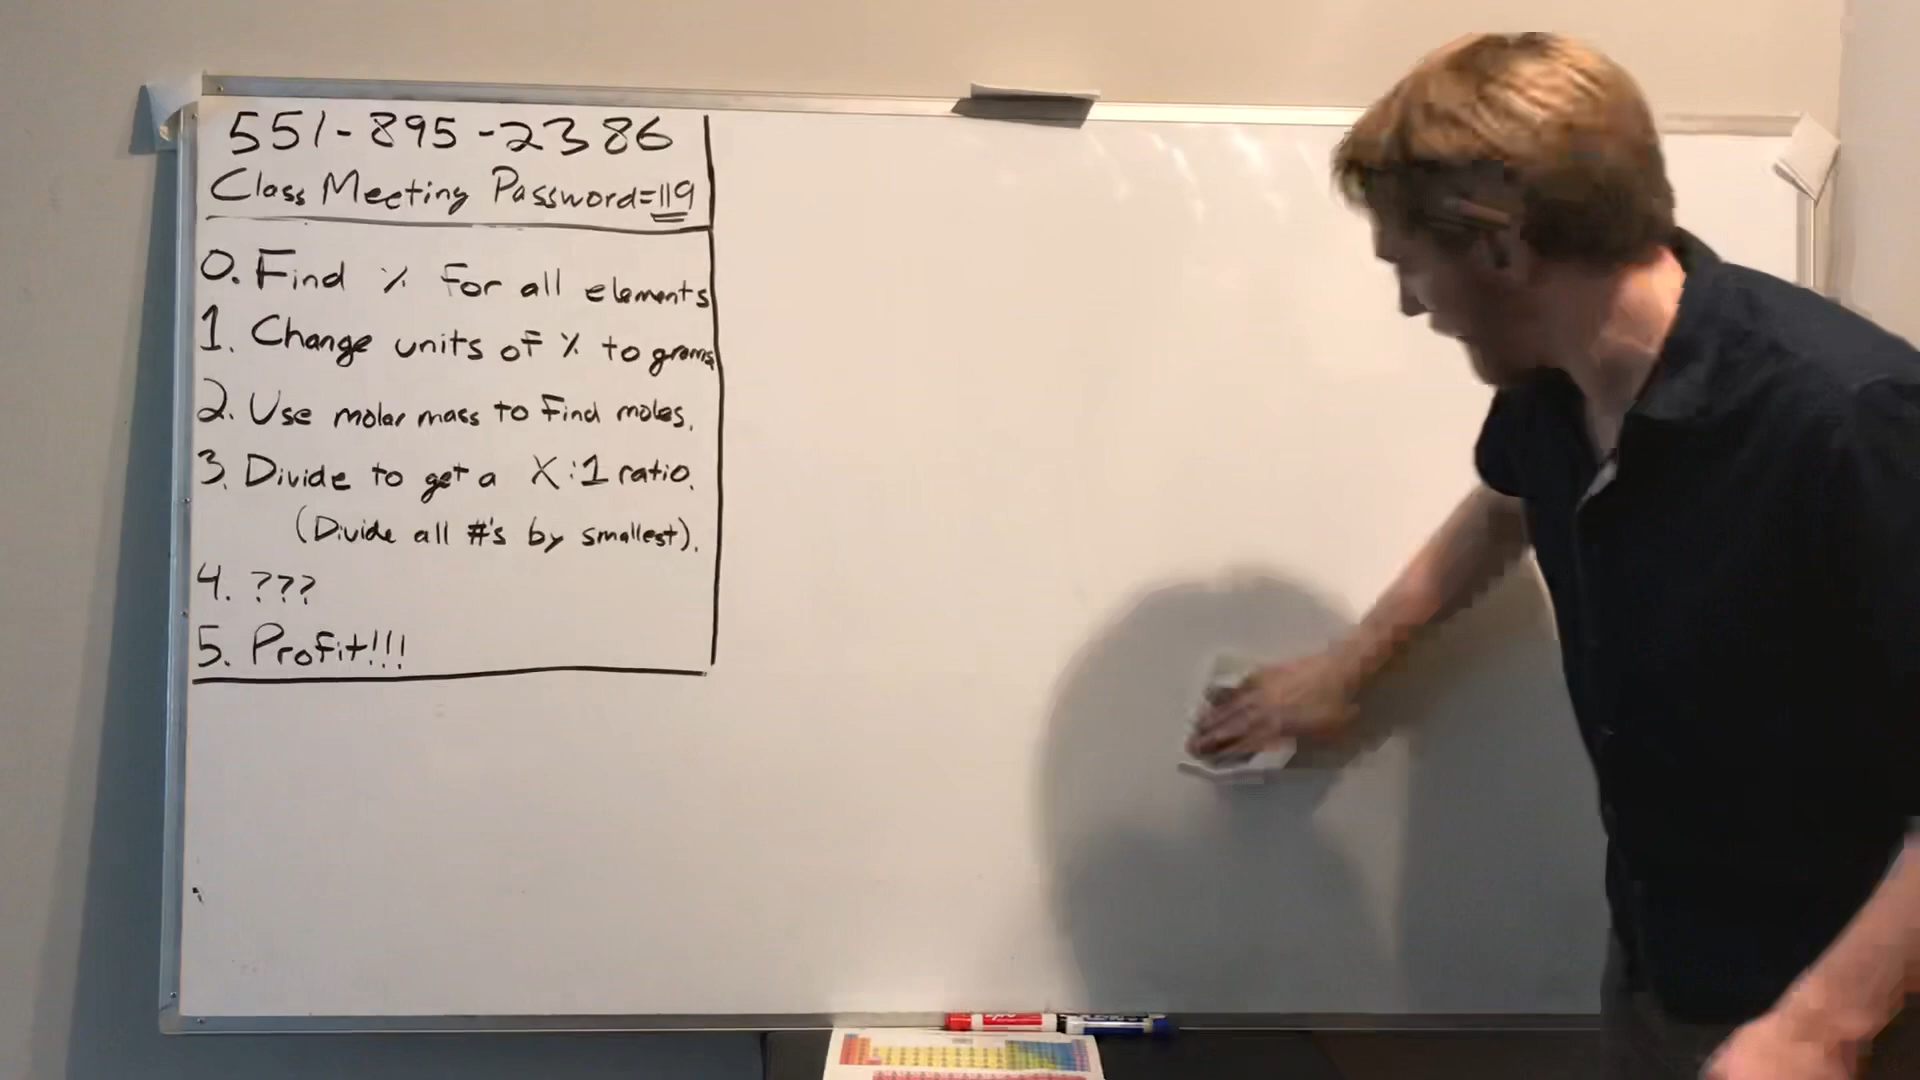 551-895-2386
Class Meeting Password=119
0. Find % for all elements
1. Change units of % to grams
2. Use molar mass to find moles.
3. Divide to get a X:1 ratio.
(Divide all #'s by smallest).
4. ???
5. Profit!!!